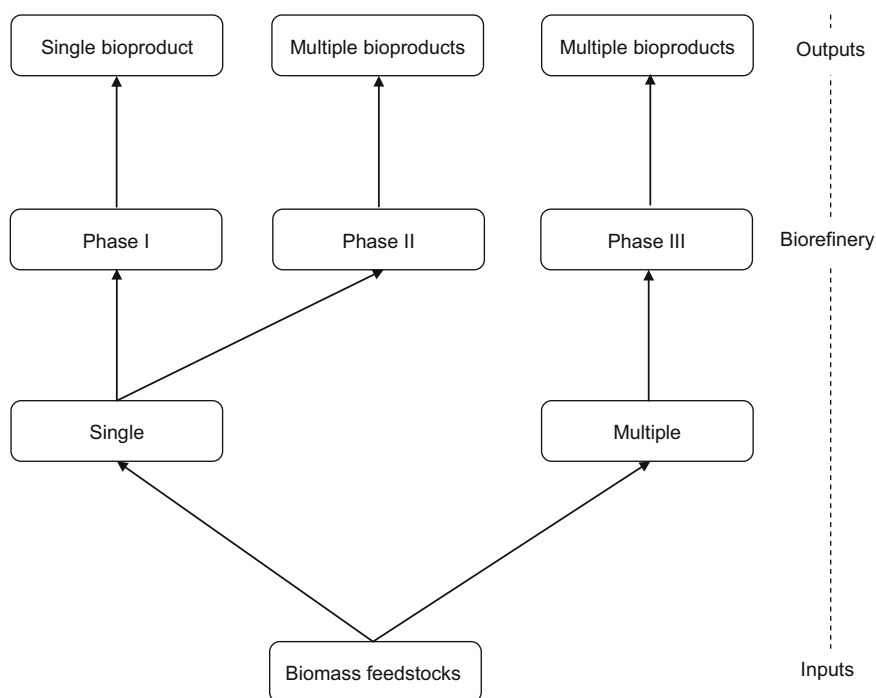 Single bioproduct
Multiple bioproducts
Multiple bioproducts
Outputs
Phase I
Phase II
Phase III
Biorefinery
Single
Multiple
Biomass feedstocks
Inputs